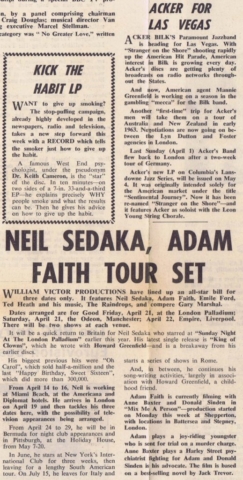 up, by a panel comprising chairman
Craig Douglas; musical director Van
executive Marcel Stellman.
category was "No Greater Love," written
KICK THE
HABIT LP
WANT to give up smoking?
The stop-puffing campaign,
already highly developed in the
newspapers, radio and television,
takes a new step forward this
week with a RECORD which tells
the smoker just how to give up
the habit.
A famous West End psy-
chologist, under the pseudonym
Dr. Keith Cameron, is the "star"
of the disc. In ten minutes—on
two sides of a 7-in. 33-and-a-third
EP—he explains precisely WHY
people smoke and what the results
can be. Then he gives his advice
on how to give up the habit.
ACKER FOR
LAS VEGAS
ACKER BILK'S Paramount Jazzband
is heading for Las Vegas. With
"Stranger on the Shore" shooting rapidly
up the American Hit Parade, American
interest in Bilk is growing every day.
Acker's discs are getting plenty of
broadcasts on radio networks through-
out the States.
And now, American agent Mannie
Greenfield is working on a season in the
gambling "mecca" for the Bilk band.
Another "first-time" trip for Acker's
men will take them on a tour of
Australia and New Zealand in early
1963. Negotiations are now going on be-
tween the Lyn Dutton and Foster
agencies in London.
Last Sunday (April 1) Acker's Band
flew back to London after a two-week
tour of Germany.
Acker's new LP on Columbia's Lans-
downe Jazz Series, will be issued on May
4. It was originally intended solely for
the American market under the title
"Sentimental Journey". Now it has been
re-named "Stranger on the Shore"—and
it features Acker as soloist with the Leon
Young String Chorale.
NEIL SEDAKA, ADAM
FAITH TOUR SET
WILLIAM VICTOR PRODUCTIONS have lined up an all-star bill for
three dates only. It features Neil Sedaka, Adam Faith, Emile Ford,
Ted Heath and his music, The Raindrops, and compere Gary Marshal.
Dates arranged are for Good Friday, April 21, at the London Palladium;
Saturday, April 21, the Odeon, Manchester; April 22, Empire, Liverpool.
There will be two shows at each venue.
It will be a quick return to Britain for Neil Sedaka who starred at "Sunday Night
At The London Palladium" earlier this year. His latest single release is "King of
Clowns", which he wrote with Howard Greenfield—and is a breakaway from his
earlier discs.
His biggest previous hits were "Oh
Carol", which sold half-a-million and the
last "Happy Birthday, Sweet Sixteen",
which did more than 300,000.
From April 14 to 16, Neil is working
at Miami Beach, at the Americana and
Diplomat hotels. He arrives in London
on April 19 and then tackles his three
dates here, with the possibility of tele-
vision appearances being arranged.
From April 24 to 29, he will be in
Bermuda for night club appearances and
in Pittsburgh, at the Holiday House,
from May 7-20.
In June, he stars at New York's Inter-
national Club for three weeks, then
leaving for a lengthy South American
tour. On July 15, he leaves for Italy and
starts a series of shows in Rome.
And, in between, he continues his
song-writing activities, largely in associ-
ation with Howard Greenfield, a child-
hood friend.
Adam Faith is currently filming with
Anne Baxter and Donald Sinden in
"Mix Me A Person"—production started
on Monday this week at Shepperton,
with locations in Battersea and Stepney,
London.
Adam plays a joy-riding youngster
who is sent for trial on a murder charge.
Anne Baxter plays a Harley Street psy-
chiatrist fighting for Adam and Donald
Sinden is his advocate. The film is based
on a best-selling novel by Jack Trevor.